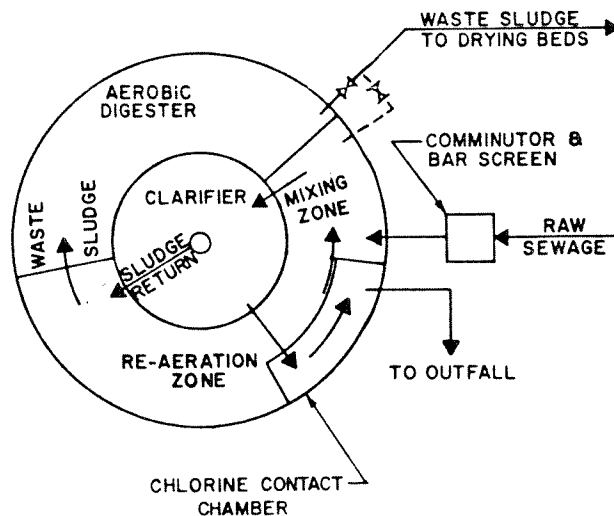 WASTE SLUDGE
TO DRYING BEDS
AEROBIC
DIGESTER
COMMINUTOR &
BAR SCREEN
CLARIFIER
MIXING
ZONE
WASTE
SLUDGE
SLUDGE
RETURN
RAW
SEWAGE
RE-AERATION
ZONE
TO OUTFALL
CHLORINE CONTACT
CHAMBER